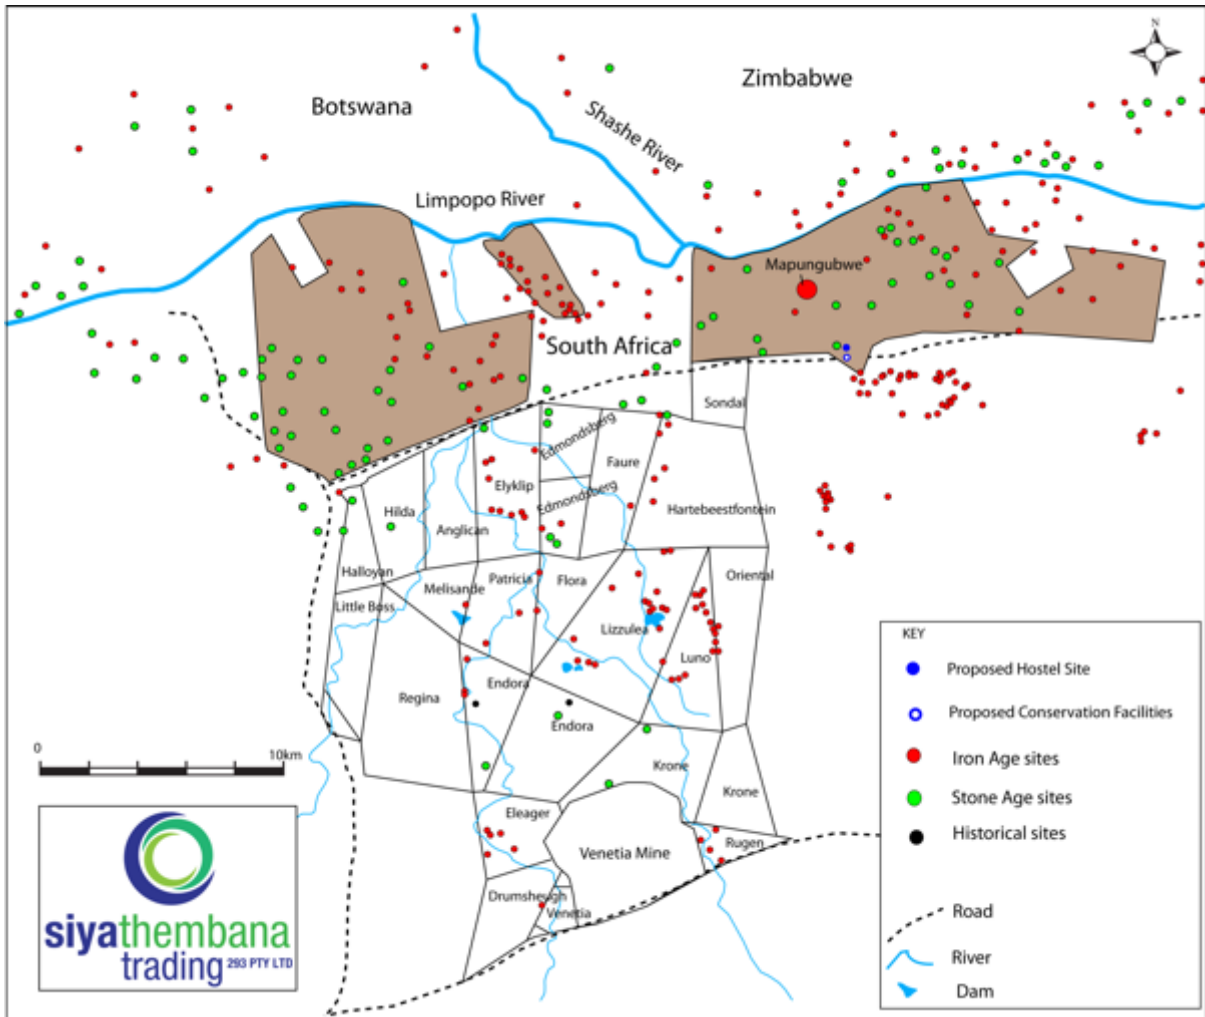 N
Zimbabwe
Botswana
Shashe River
Limpopo River
Mapungubwe
South Africa
Sondal
Edmondsberg
Faure
Elyklip
Edmondsberg
Hilda
Anglican
Hartebeestfontein
Halloyan
Melisande
Patricia
Flora
Oriental
Little Boss
Lizzulea
Luno
Regina
Endora
Endora
Krone
Krone
Eleager
Venetia Mine
Rugen
Drumsheugh
Venetia
0
10km
siyathembana
trading 293 PTY LTD
KEY
Proposed Hostel Site
Proposed Conservation Facilities
Iron Age sites
Stone Age sites
Historical sites
Road
River
Dam